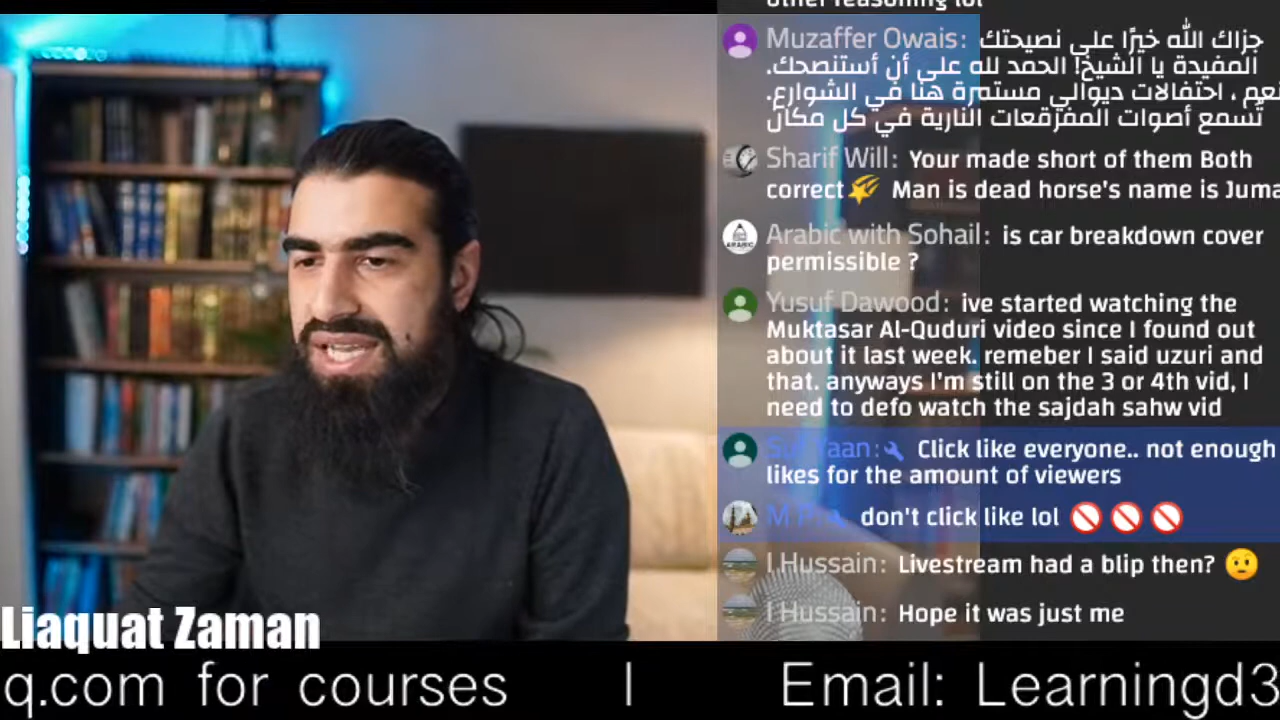 other reasoning lol
Muzaffer Owais: جزاك الله خيرًا على نصيحتك
المفيدة يا الشيخ! الحمد لله على أن أستنصحك.
نعم ، احتفالات ديوالي مستمرة هنا في الشوارع.
تُسمع أصوات المفرقعات النارية في كل مكان
Sharif Will: Your made short of them Both
correct Man is dead horse's name is Juma
Arabic with Sohail: is car breakdown cover
permissible ?
Yusuf Dawood: ive started watching the
Muktasar Al-Quduri video since I found out
about it last week. remeber I said uzuri and
that. anyways I'm still on the 3 or 4th vid, I
need to defo watch the sajdah sahw vid
Click like everyone.. not enough
likes for the amount of viewers
don't click like lol 🚫 🚫 🚫
I Hussain: Livestream had a blip then? 🤨
I Hussain: Hope it was just me
Liaquat Zaman
q.com for courses | Email: Learningd3